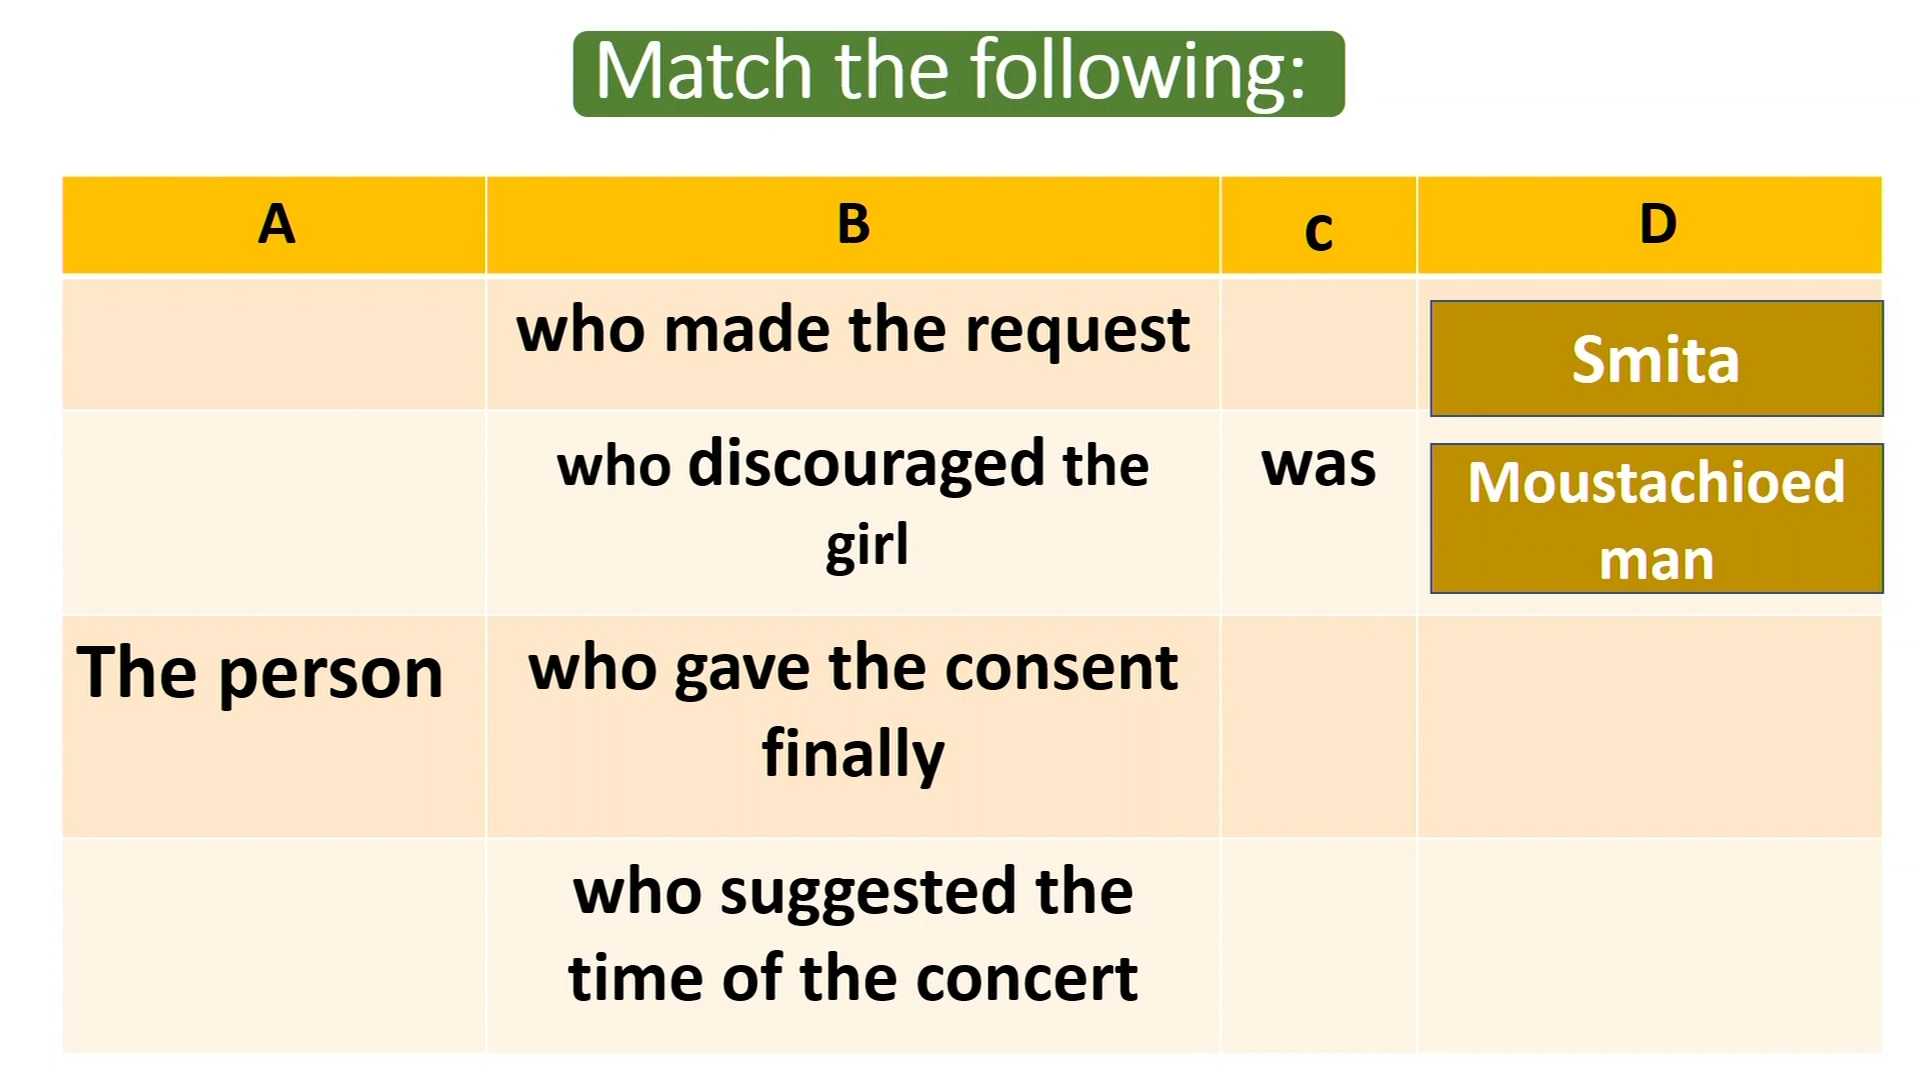 Match the following:
A B c D
who made the request Smita
who discouraged the girl was Moustachioed man
The person who gave the consent finally
who suggested the time of the concert